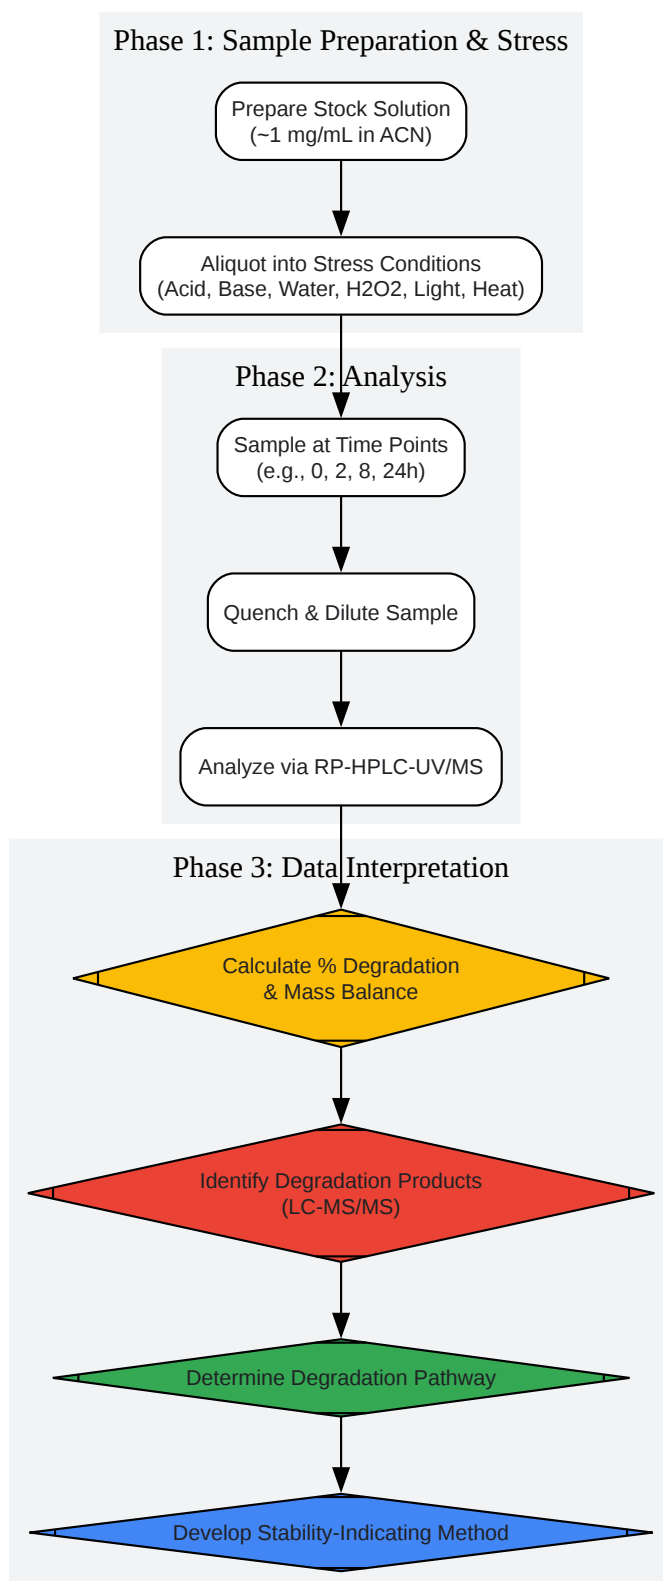 Phase 1: Sample Preparation & Stress
Prepare Stock Solution
(~1 mg/mL in ACN)
Aliquot into Stress Conditions
(Acid, Base, Water, H2O2, Light, Heat)
Phase 2: Analysis
Sample at Time Points
(e.g., 0, 2, 8, 24h)
Quench & Dilute Sample
Analyze via RP-HPLC-UV/MS
Phase 3: Data Interpretation
Calculate % Degradation
& Mass Balance
Identify Degradation Products
(LC-MS/MS)
Determine Degradation Pathway
Develop Stability-Indicating Method